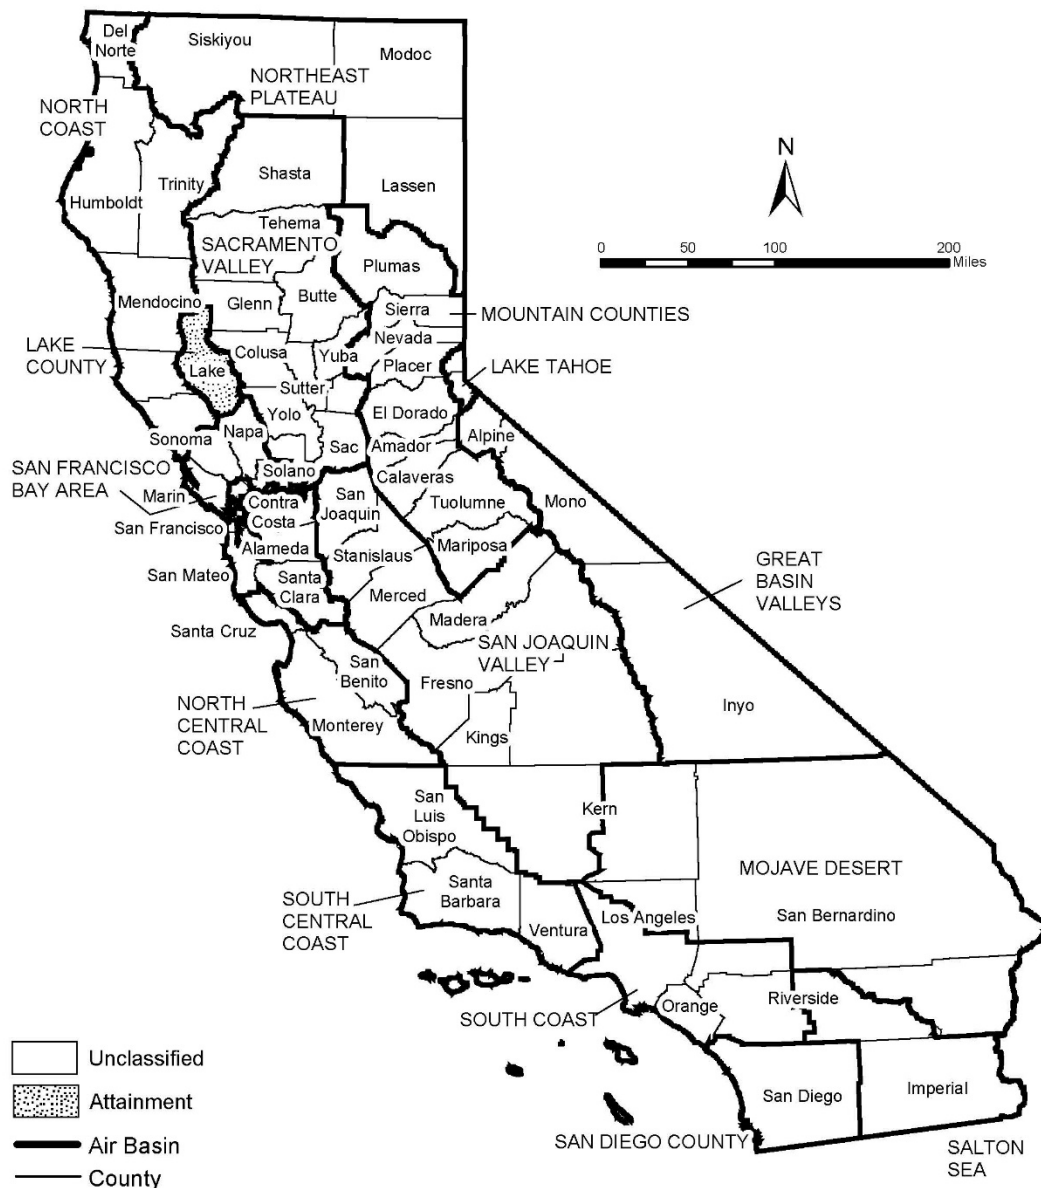 Del
Norte
Siskiyou
Modoc
NORTHEAST
PLATEAU
NORTH
COAST
Humboldt
Trinity
Shasta
Lassen
N
0 50 100 200
Miles
Tehema
SACRAMENTO
VALLEY
Plumas
Mendocino
Glenn
Butte
Sierra
MOUNTAIN COUNTIES
Nevada
LAKE
COUNTY
Lake
Colusa
Yuba
Placer
LAKE TAHOE
Sutter
Yolo
El Dorado
Sonoma
Napa
Sac
Amador
Alpine
SAN FRANCISCO
BAY AREA
Solano
Calaveras
Marin
Contra
Costa
San
Joaquin
Tuolumne
Mono
San Francisco
Alameda
Stanislaus
Mariposa
GREAT
BASIN
VALLEYS
San Mateo
Santa
Clara
Merced
Santa Cruz
Madera
SAN JOAQUIN
VALLEY
San
Benito
Fresno
NORTH
CENTRAL
COAST
Monterey
Kings
Inyo
San
Luis
Obispo
Kern
MOJAVE DESERT
SOUTH
CENTRAL
COAST
Santa
Barbara
Ventura
Los Angeles
San Bernardino
SOUTH COAST
Orange
Riverside
San Diego
Imperial
SAN DIEGO COUNTY
SALTON
SEA
Unclassified
Attainment
Air Basin
County